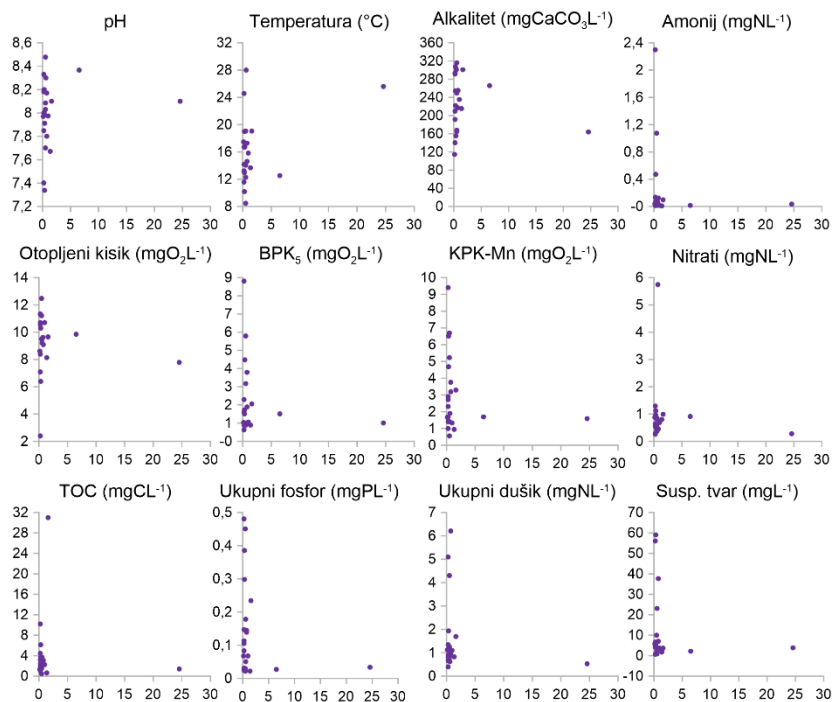 pH Temperatura (°C) Alkalitet (mgCaCO₃L⁻¹) Amonij (mgNL⁻¹)
8,6 32 360 2,4
8,4 28 320 2
8,2 24 280 1,6
8 20 240 1,2
7,8 16 200 0,8
7,6 12 160 0,4
7,4 8 120 -0
7,2 80
40
0
0 5 10 15 20 25 30 0 5 10 15 20 25 30 0 5 10 15 20 25 30 0 5 10 15 20 25 30
Otopljeni kisik (mgO₂L⁻¹) BPK₅ (mgO₂L⁻¹) KPK-Mn (mgO₂L⁻¹) Nitrati (mgNL⁻¹)
14 9 10 6
12 8 9 5
10 7 8 4
8 6 7 3
6 5 6 2
4 4 5 1
2 3 4 0
2 3
1 2
-0 1
0
0 5 10 15 20 25 30 0 5 10 15 20 25 30 0 5 10 15 20 25 30 0 5 10 15 20 25 30
TOC (mgCL⁻¹) Ukupni fosfor (mgPL⁻¹) Ukupni dušik (mgNL⁻¹) Susp. tvar (mgL⁻¹)
32 0,5 7 70
28 0,4 6 60
24 0,3 5 50
20 0,2 4 40
16 0,1 3 30
12 0 2 20
8 1 10
4 0 0
0 -10
0 5 10 15 20 25 30 0 5 10 15 20 25 30 0 5 10 15 20 25 30 0 5 10 15 20 25 30